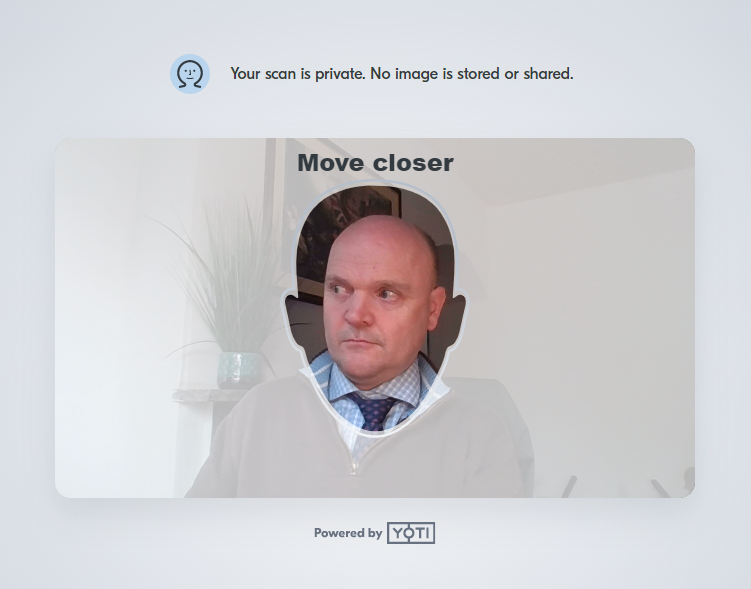 Your scan is private. No image is stored or shared.
Move closer
Powered by YOTI